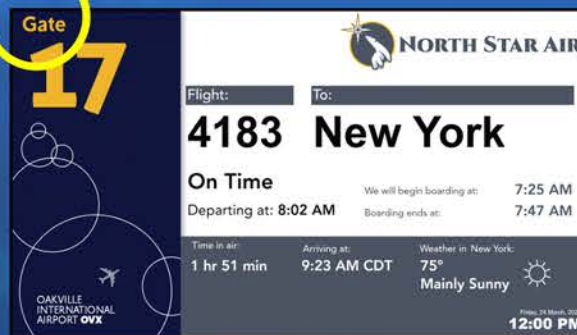 Gate
17
NORTH STAR AIR
Flight: To:
4183 New York
On Time
Departing at: 8:02 AM
We will begin boarding at: 7:25 AM
Boarding ends at: 7:47 AM
Time in air: Arriving at: Weather in New York:
1 hr 51 min 9:23 AM CDT 75°
Mainly Sunny
OAKVILLE
INTERNATIONAL
AIRPORT OVX
Friday, 24 March,
12:00 PM